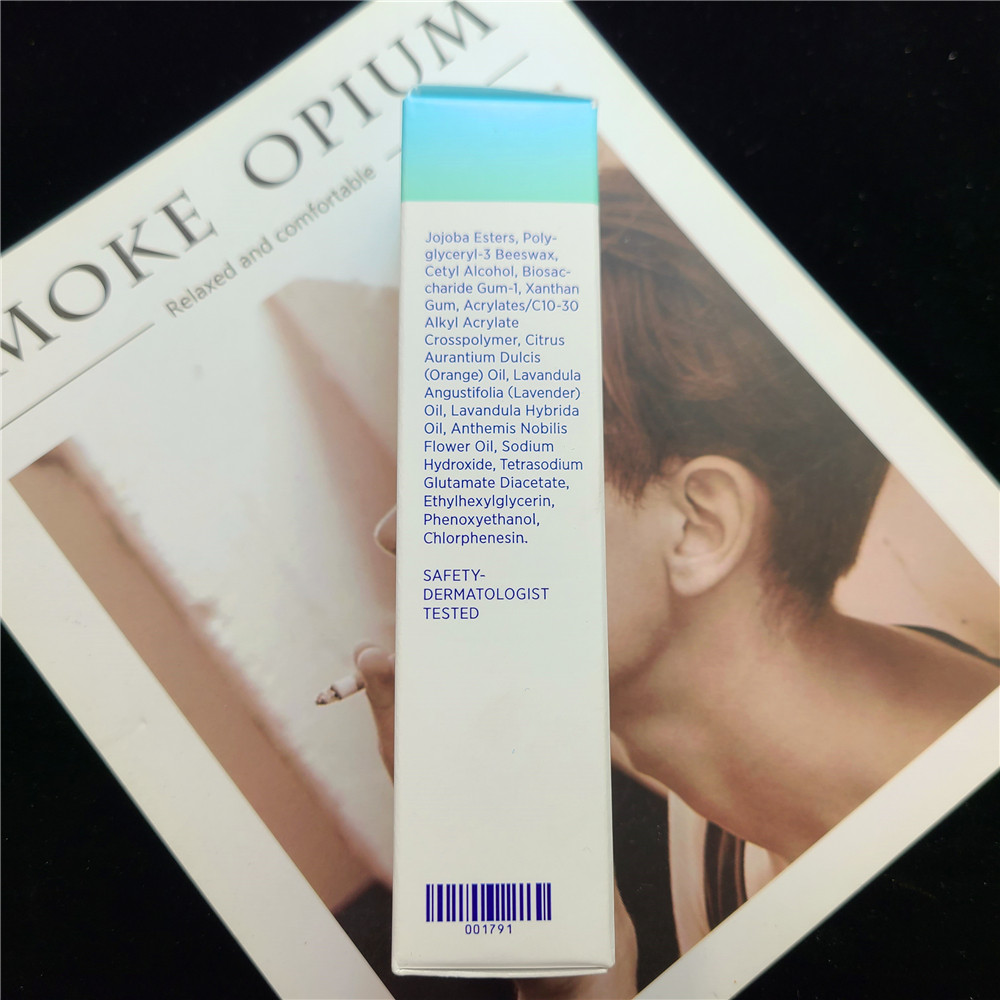 MOKE OPIUM
Relaxed and comfortable
Jojoba Esters, Poly-
glyceryl-3 Beeswax,
Cetyl Alcohol, Biosac-
charide Gum-1, Xanthan
Gum, Acrylates/C10-30
Alkyl Acrylate
Crosspolymer, Citrus
Aurantium Dulcis
(Orange) Oil, Lavandula
Angustifolia (Lavender)
Oil, Lavandula Hybrida
Oil, Anthemis Nobilis
Flower Oil, Sodium
Hydroxide, Tetrasodium
Glutamate Diacetate,
Ethylhexylglycerin,
Phenoxyethanol,
Chlorphenesin.
SAFETY-
DERMATOLOGIST
TESTED
001791